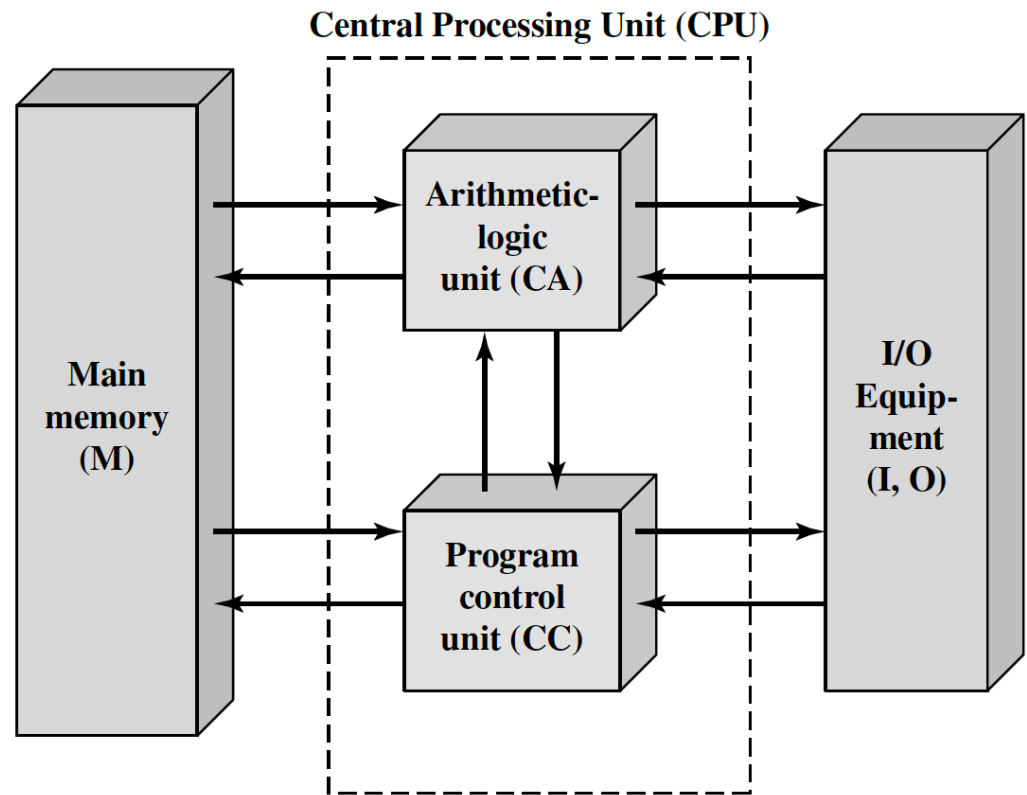 Central Processing Unit (CPU)
Main
memory
(M)
Arithmetic-
logic
unit (CA)
Program
control
unit (CC)
I/O
Equip-
ment
(I, O)